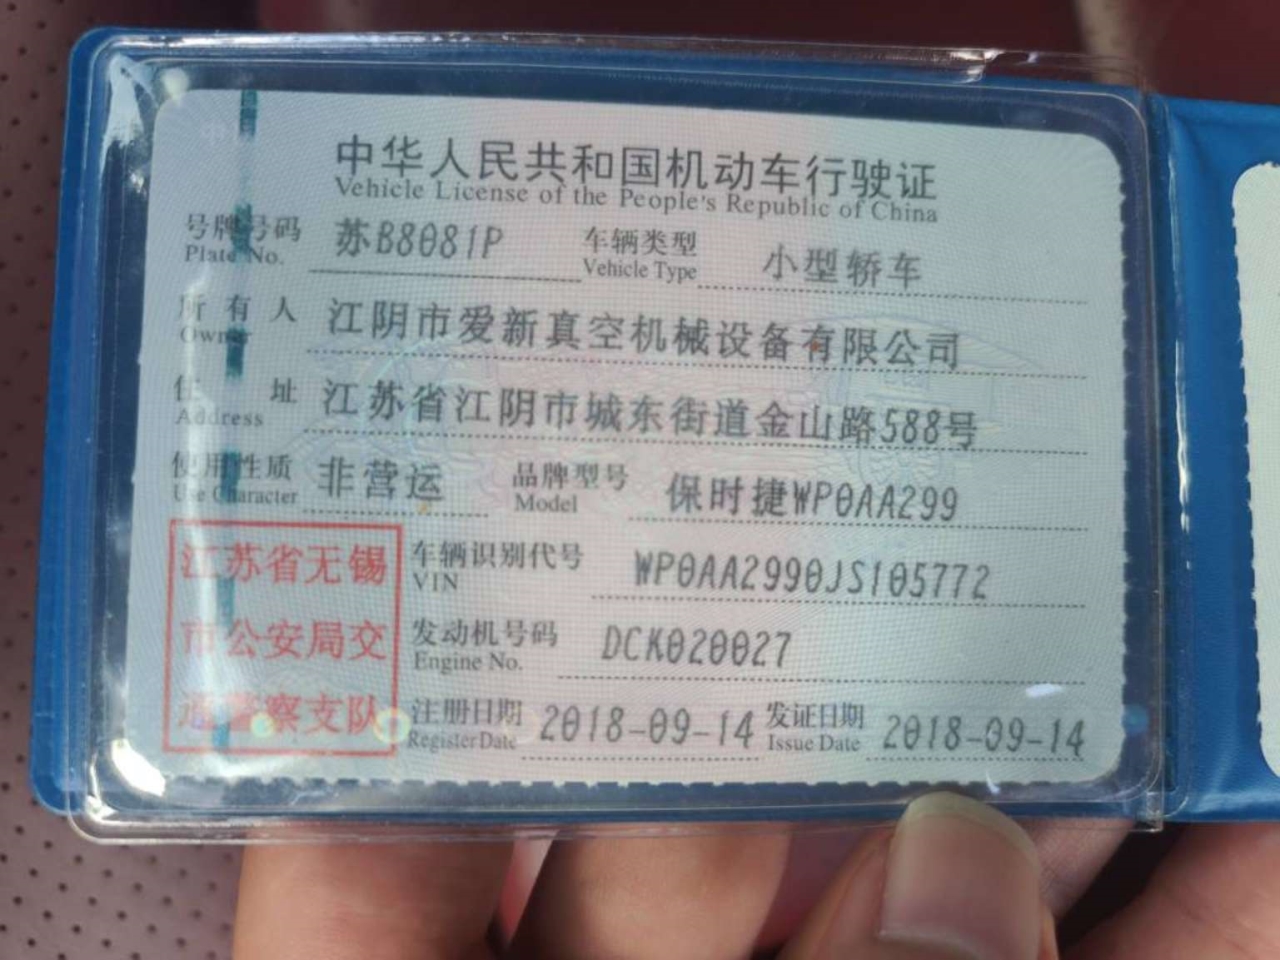 中华人民共和国机动车行驶证
Vehicle License of the People's Republic of China
号牌号码 苏B8081P 车辆类型 小型轿车
Plate No. Vehicle Type
所有人 江阴市爱新真空机械设备有限公司
Owner
住址 江苏省江阴市城东街道金山路588号
Address
使用性质 非营运 品牌型号 保时捷WP0AA299
Use Character Model
江苏省无锡
市公安局交
通警察支队
车辆识别代号 WP0AA2990JS105772
VIN
发动机号码 DCK020027
Engine No.
注册日期 2018-09-14 发证日期 2018-09-14
Register Date Issue Date